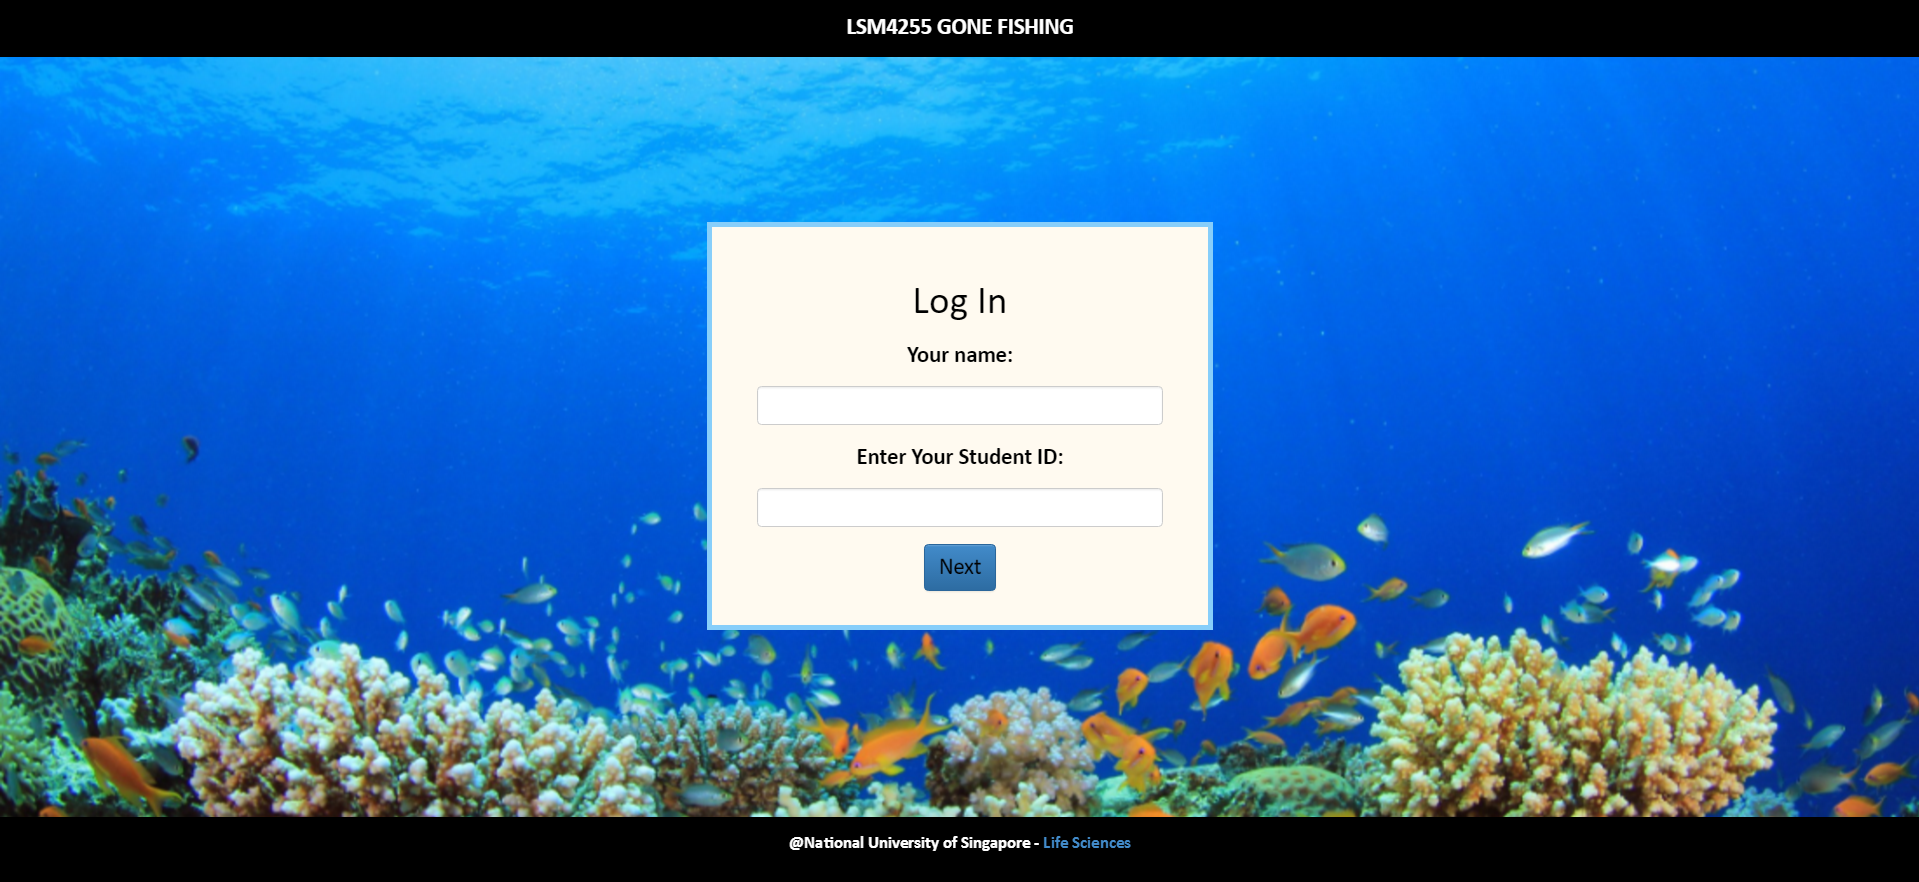 LSM4255 GONE FISHING
Log In
Your name:
Enter Your Student ID:
Next
@National University of Singapore - Life Sciences